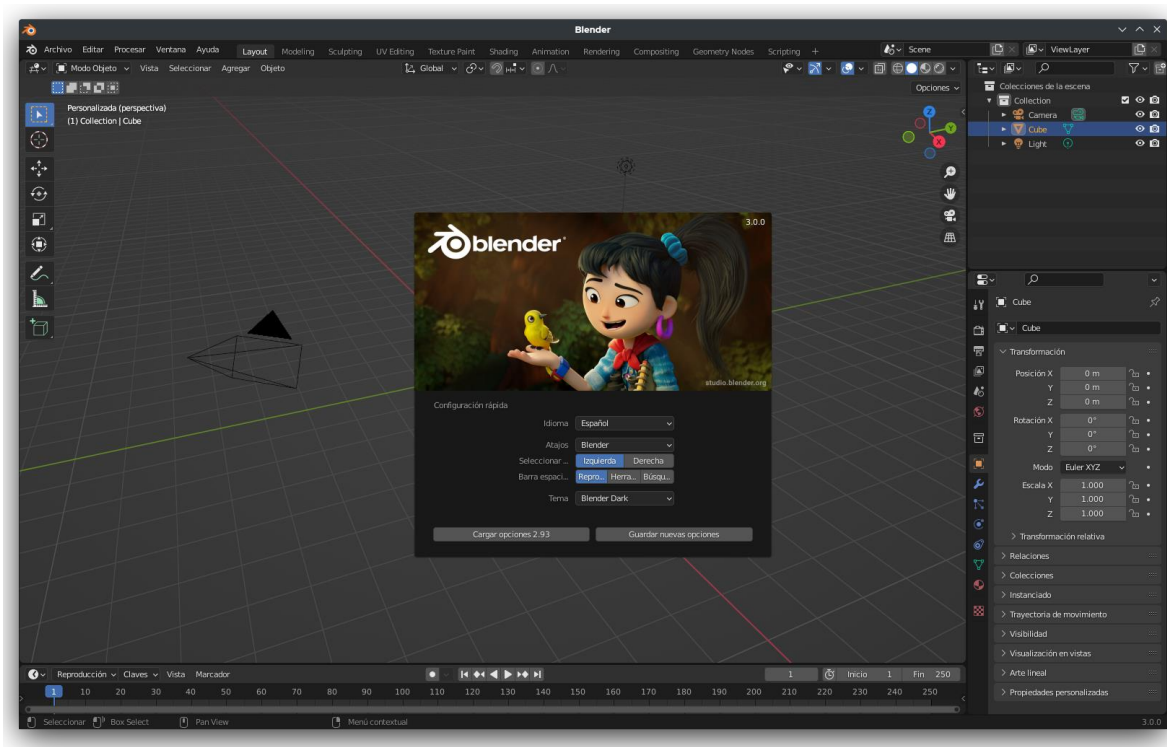 Blender
Archivo Editar Procesar Ventana Ayuda Layout Modeling Sculpting UV Editing Texture Paint Shading Animation Rendering Compositing Geometry Nodes Scripting + Scene ViewLayer
Modo Objeto Vista Seleccionar Agregar Objeto Global
Opciones
Personalizada (perspectiva)
(1) Collection | Cube
Z
Y
X
Colecciones de la escena
Collection
Camera
Cube
Light
3.0.0
blender
studio.blender.org
Configuración rápida
Idioma Español
Atajos Blender
Seleccionar ... Izquierda Derecha
Barra espaci... Repro... Herra... Búsqu...
Tema Blender Dark
Cargar opciones 2.93 Guardar nuevas opciones
Cube
Cube
Transformación
Posición X 0 m
Y 0 m
Z 0 m
Rotación X 0°
Y 0°
Z 0°
Modo Euler XYZ
Escala X 1.000
Y 1.000
Z 1.000
Transformación relativa
Relaciones
Colecciones
Instanciado
Trayectoria de movimiento
Visibilidad
Visualización en vistas
Arte lineal
Propiedades personalizadas
Reproducción Claves Vista Marcador 1 Inicio 1 Fin 250
1 10 20 30 40 50 60 70 80 90 100 110 120 130 140 150 160 170 180 190 200 210 220 230 240 250
Seleccionar Box Select Pan View Menú contextual 3.0.0